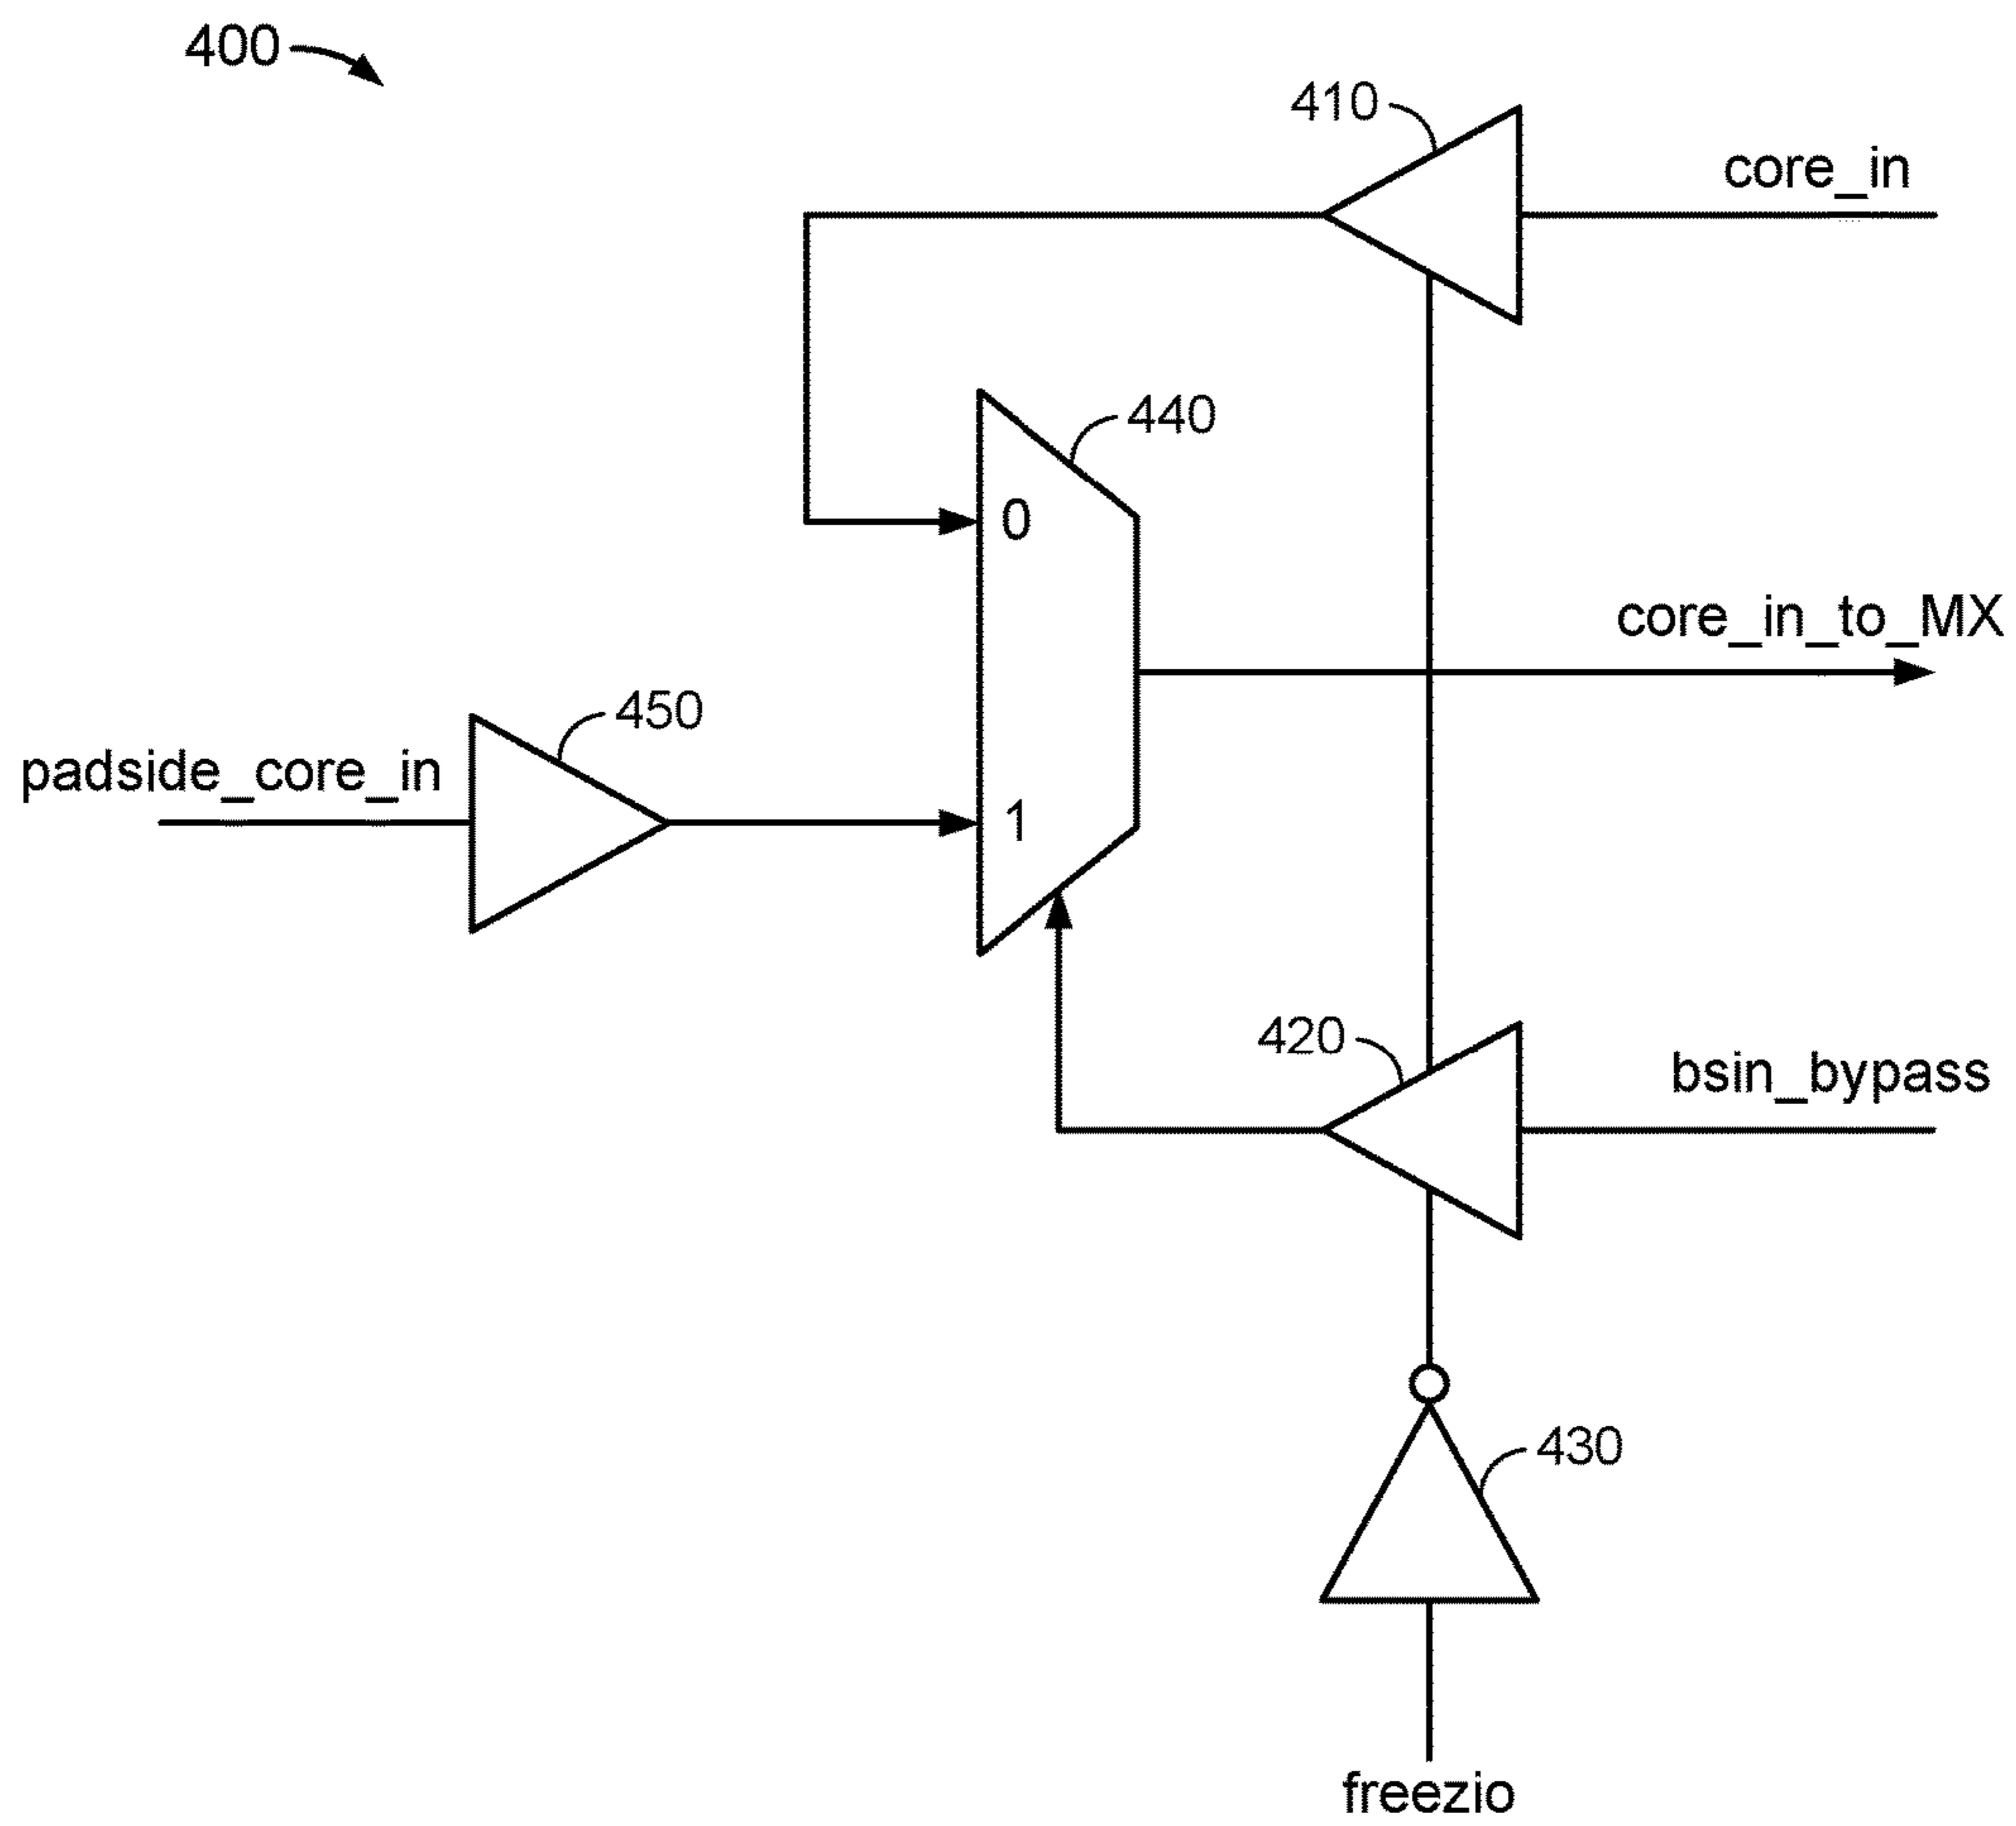 400
410
core_in
440
0
core_in_to_MX
450
padside_core_in
1
420
bsin_bypass
430
freezio